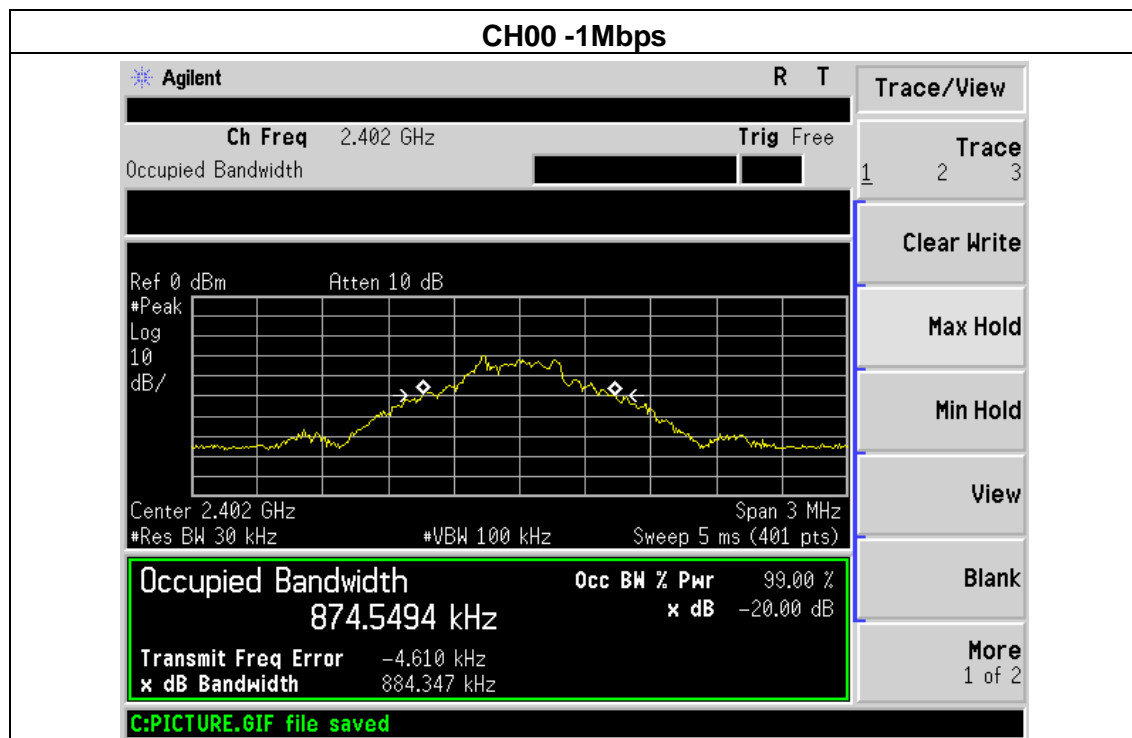 CH00 -1Mbps
Agilent R T
Ch Freq 2.402 GHz Trig Free
Occupied Bandwidth
Ref 0 dBm Atten 10 dB
#Peak
Log
10
dB/
Center 2.402 GHz Span 3 MHz
#Res BW 30 kHz #VBW 100 kHz Sweep 5 ms (401 pts)
Occupied Bandwidth Occ BW % Pwr 99.00 %
874.5494 kHz x dB -20.00 dB
Transmit Freq Error -4.610 kHz
x dB Bandwidth 884.347 kHz
C:PICTURE.GIF file saved
Trace/View
Trace
1 2 3
Clear Write
Max Hold
Min Hold
View
Blank
More
1 of 2